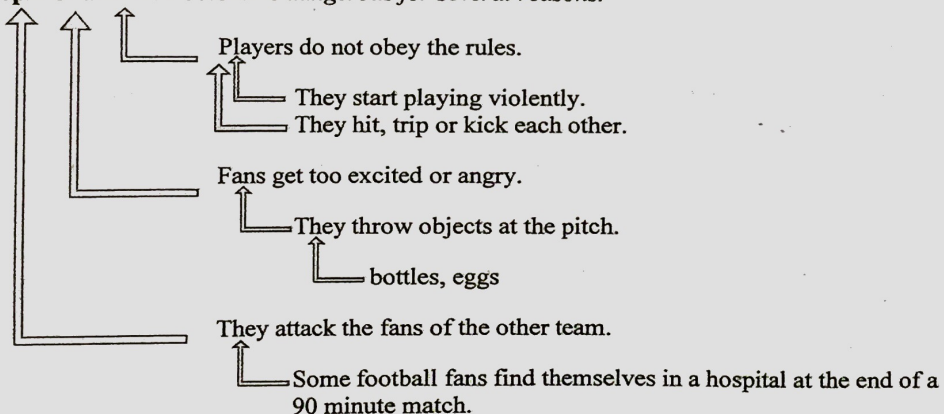 Players do not obey the rules.
They start playing violently.
They hit, trip or kick each other.
Fans get too excited or angry.
They throw objects at the pitch.
bottles, eggs
They attack the fans of the other team.
Some football fans find themselves in a hospital at the end of a
90 minute match.